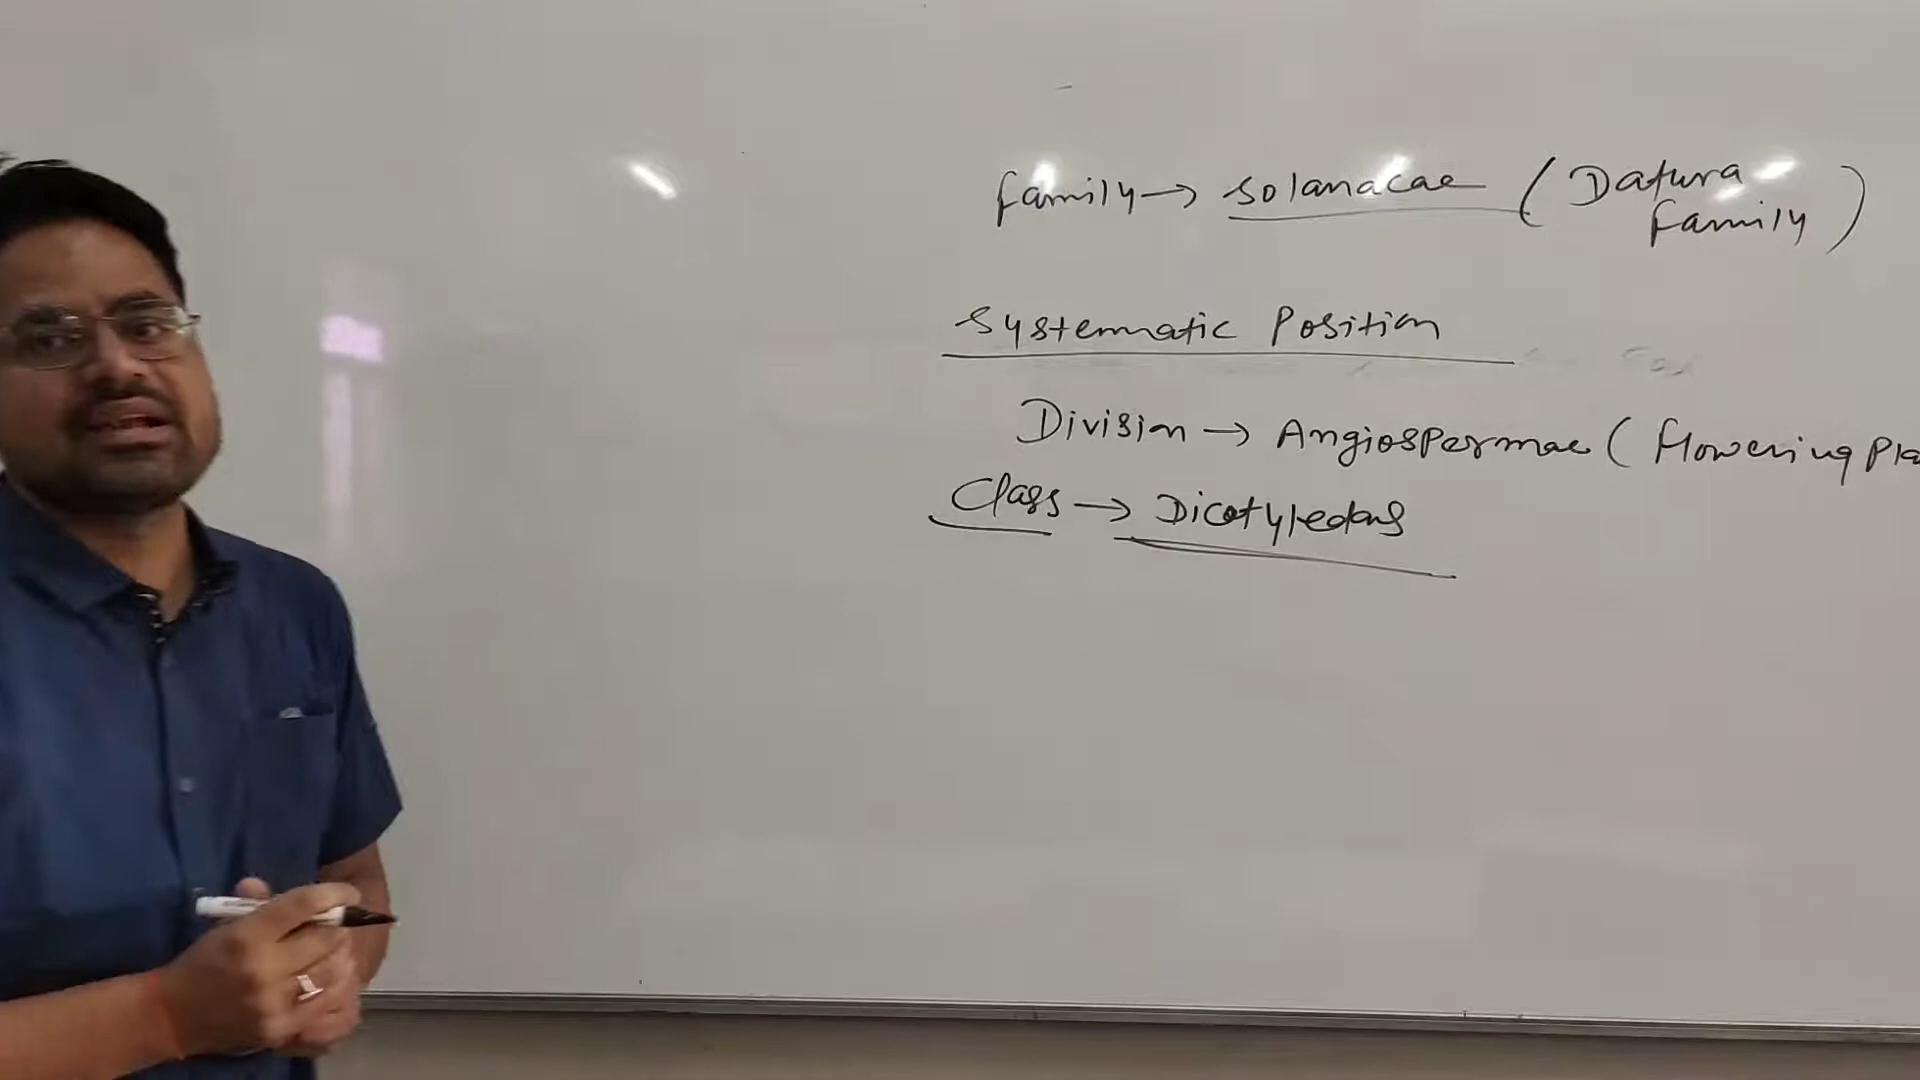 Family → Solanacae (Datura
Family)
Systematic Position
Division → Angiospermae (Flowering Pla
Class → Dicotyledons